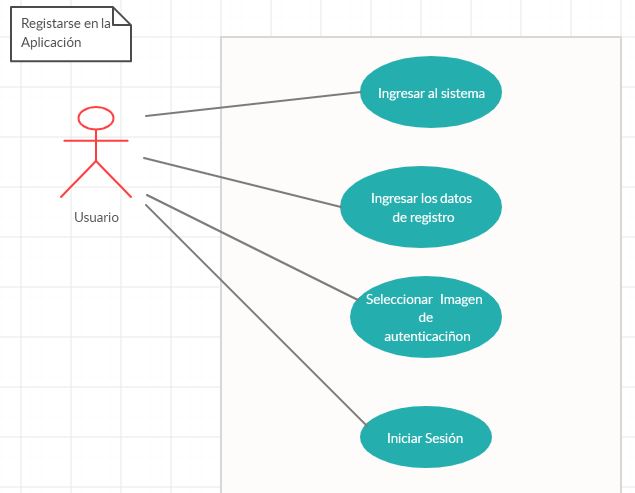 Registarse en la
Aplicación
Ingresar al sistema
Ingresar los datos
de registro
Usuario
Seleccionar Imagen
de
autenticaciñon
Iniciar Sesión